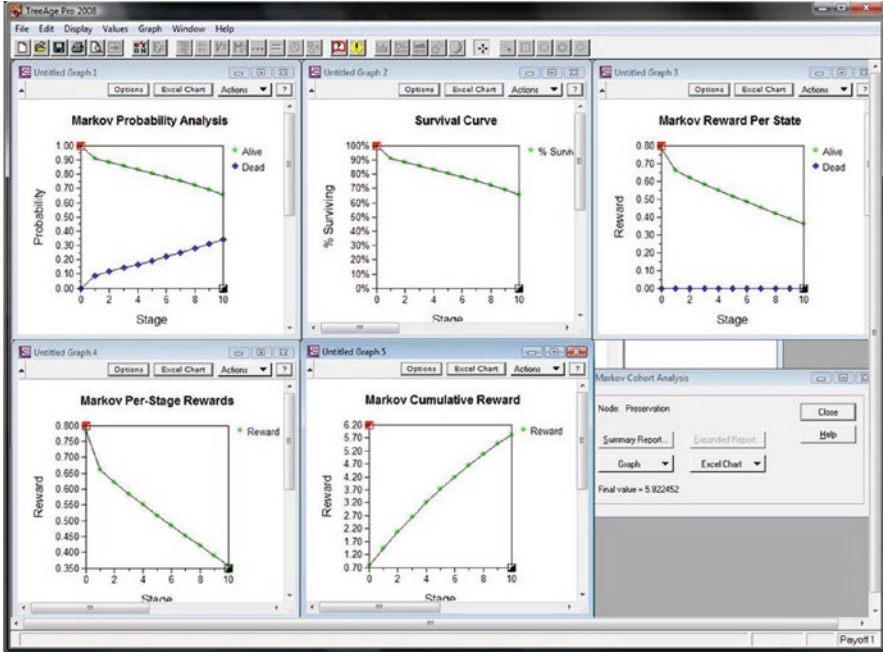 TreeAge Pro 2008
File Edit Display Values Graph Window Help
Untitled Graph 1
Options Excel Chart Actions ?
Markov Probability Analysis
1.00
0.90
0.80
0.70
0.60
0.50
0.40
0.30
0.20
0.10
0.00
Probability
0 2 4 6 8 10
Stage
Alive
Dead
Untitled Graph 2
Options Excel Chart Actions ?
Survival Curve
100%
90%
80%
70%
60%
50%
40%
30%
20%
10%
0%
% Surviving
0 2 4 6 8 10
Stage
% Surviv
Untitled Graph 3
Options Excel Chart Actions ?
Markov Reward Per State
0.80
0.70
0.60
0.50
0.40
0.30
0.20
0.10
0.00
Reward
0 2 4 6 8 10
Stage
Alive
Dead
Untitled Graph 4
Options Excel Chart Actions ?
Markov Per-Stage Rewards
0.800
0.750
0.700
0.650
0.600
0.550
0.500
0.450
0.400
0.350
Reward
0 2 4 6 8 10
Stage
Reward
Untitled Graph 5
Options Excel Chart Actions ?
Markov Cumulative Reward
6.20
5.70
5.20
4.70
4.20
3.70
3.20
2.70
2.20
1.70
1.20
0.70
Reward
0 2 4 6 8 10
Stage
Reward
Markov Cohort Analysis
Node: Preservation
Close
Summary Report...
Expanded Report...
Help
Graph
Excel Chart
Final value = 5.822452
Payoff 1